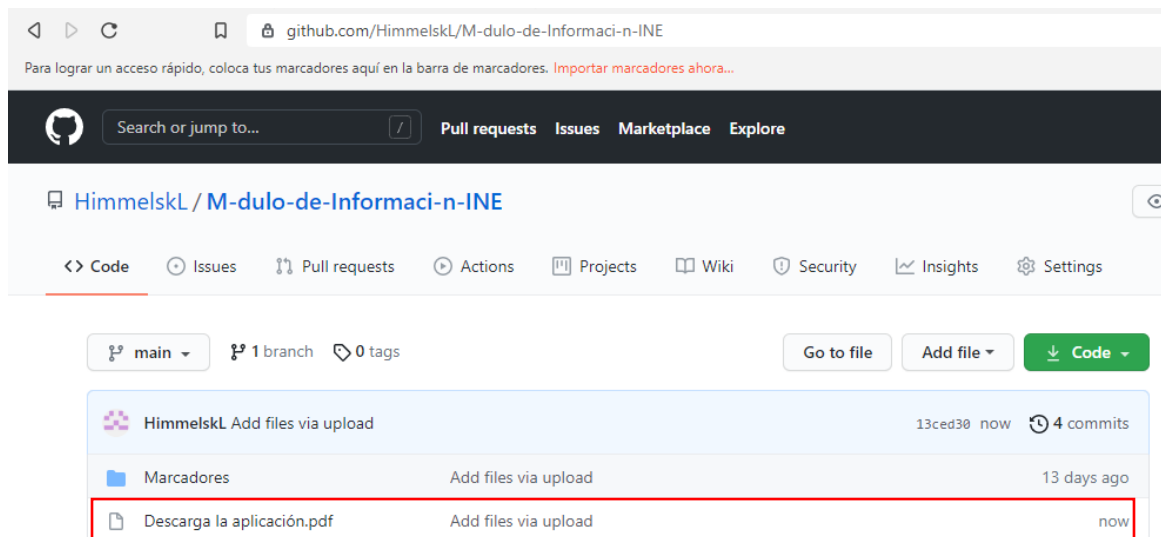 github.com/HimmelskL/M-dulo-de-Informaci-n-INE
Para lograr un acceso rápido, coloca tus marcadores aquí en la barra de marcadores. Importar marcadores ahora...
Search or jump to... / Pull requests Issues Marketplace Explore
HimmelskL / M-dulo-de-Informaci-n-INE
<> Code Issues Pull requests Actions Projects Wiki Security Insights Settings
main 1 branch 0 tags Go to file Add file Code
HimmelskL Add files via upload 13ced30 now 4 commits
Marcadores Add files via upload 13 days ago
Descarga la aplicación.pdf Add files via upload now